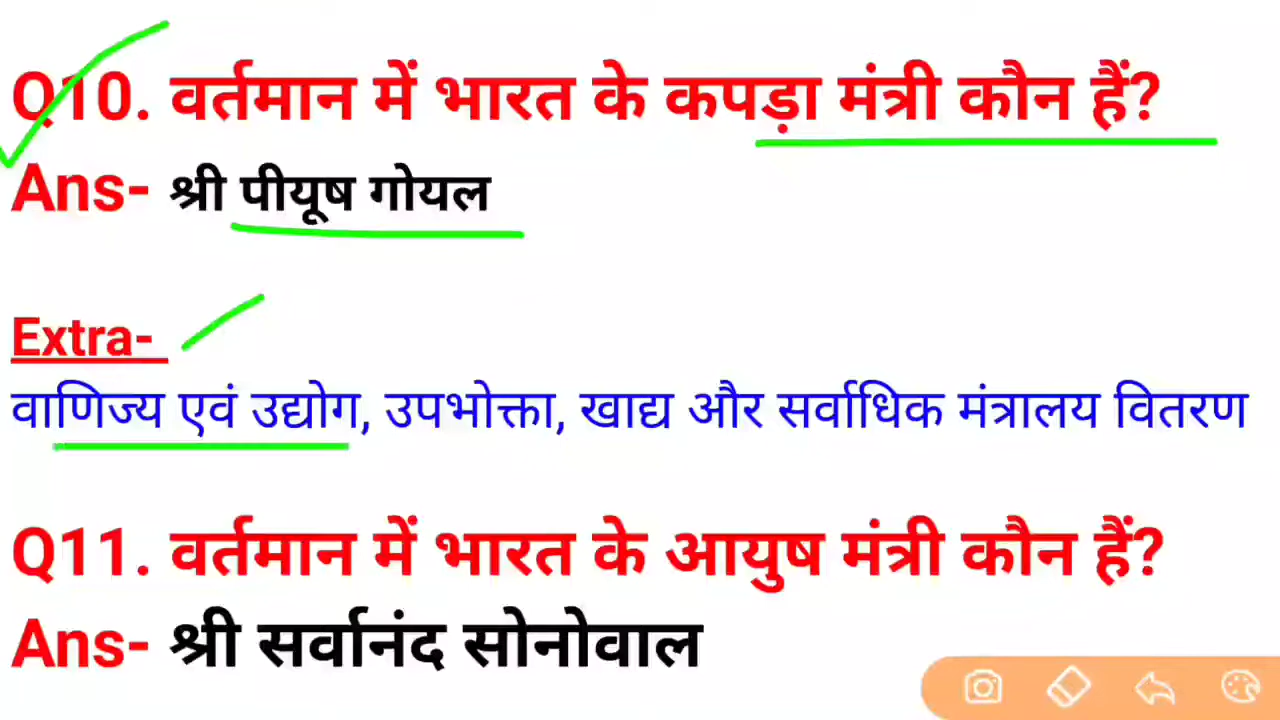 Q10. वर्तमान में भारत के कपड़ा मंत्री कौन हैं?
Ans- श्री पीयूष गोयल
Extra-
वाणिज्य एवं उद्योग, उपभोक्ता, खाद्य और सर्वाधिक मंत्रालय वितरण
Q11. वर्तमान में भारत के आयुष मंत्री कौन हैं?
Ans- श्री सर्वानंद सोनोवाल